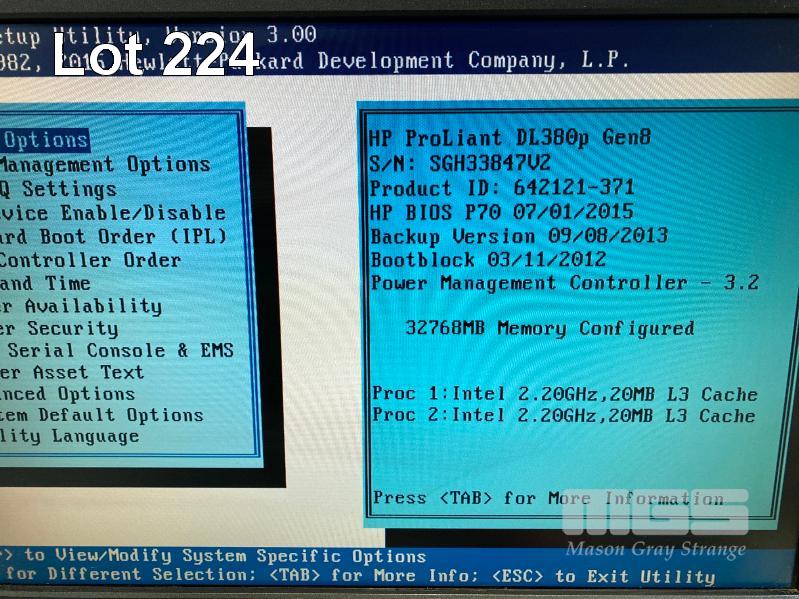 Setup Utility, Version 3.00
982, 2015 Hewlett-Packard Development Company, L.P.
Lot 224
Options
Management Options
Q Settings
vice Enable/Disable
ard Boot Order (IPL)
Controller Order
and Time
er Availability
er Security
Serial Console & EMS
er Asset Text
nced Options
tem Default Options
lity Language
HP ProLiant DL380p Gen8
S/N: SGH33847V2
Product ID: 642121-371
HP BIOS P70 07/01/2015
Backup Version 09/08/2013
Bootblock 03/11/2012
Power Management Controller - 3.2
32768MB Memory Configured
Proc 1:Intel 2.20GHz,20MB L3 Cache
Proc 2:Intel 2.20GHz,20MB L3 Cache
Press <TAB> for More Information
MGS
Mason Gray Strange
> to View/Modify System Specific Options
for Different Selection; <TAB> for More Info; <ESC> to Exit Utility